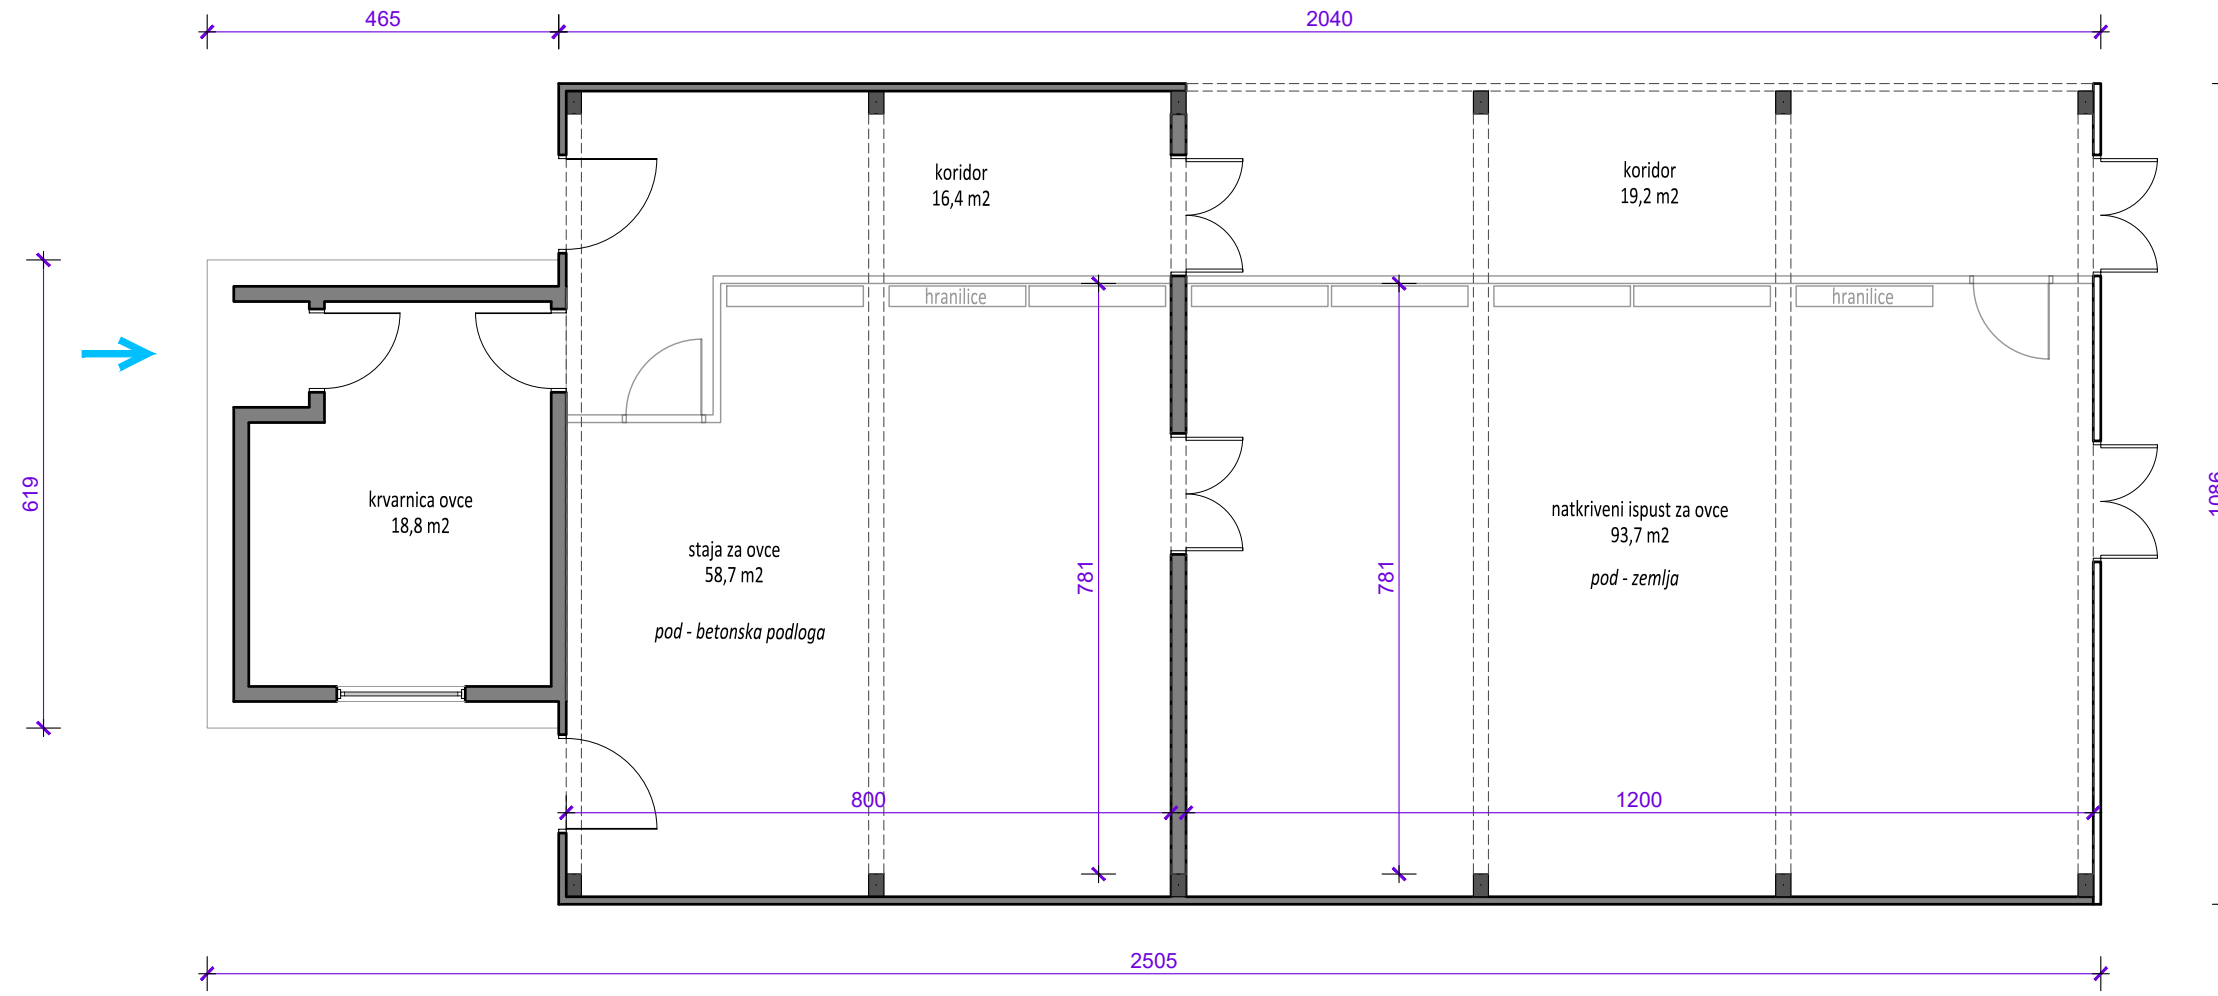 465
2040
koridor
16,4 m2
koridor
19,2 m2
hranilice
hranilice
619
krvarnica ovce
18,8 m2
staja za ovce
58,7 m2
pod - betonska podloga
781
781
natkriveni ispust za ovce
93,7 m2
pod - zemlja
1086
800
1200
2505